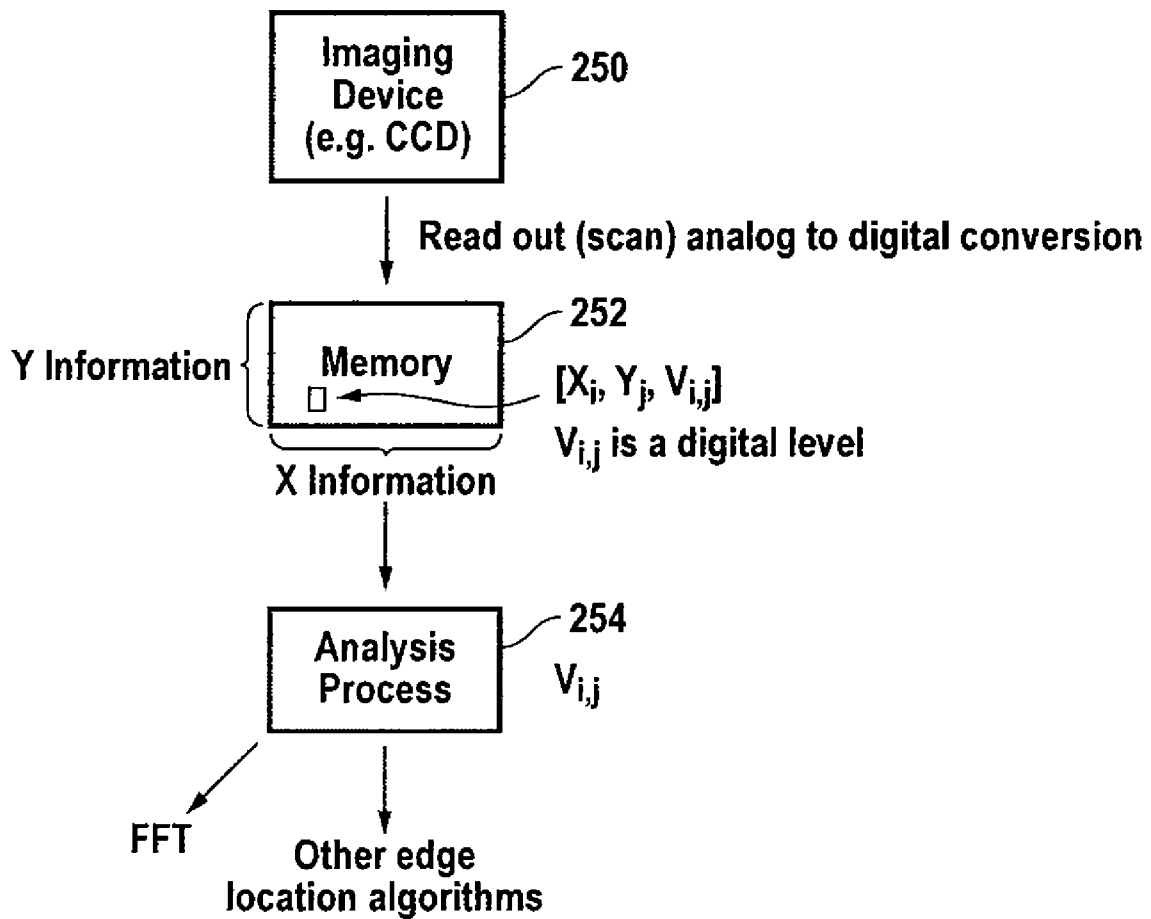 Imaging
Device
(e.g. CCD)
250
Read out (scan) analog to digital conversion
252
Y Information
Memory
[Xi, Yj, Vi,j]
Vi,j is a digital level
X Information
254
Analysis
Process
Vi,j
FFT
Other edge
location algorithms